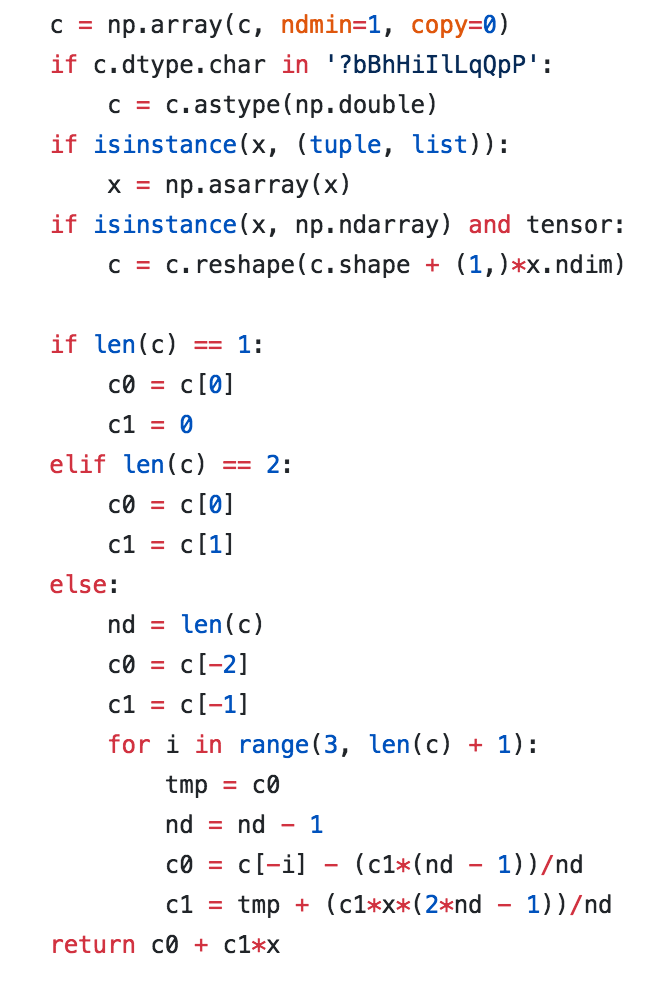 c = np.array(c, ndmin=1, copy=0)
if c.dtype.char in '?bBhHiIlLqQpP':
    c = c.astype(np.double)
if isinstance(x, (tuple, list)):
    x = np.asarray(x)
if isinstance(x, np.ndarray) and tensor:
    c = c.reshape(c.shape + (1,)*x.ndim)

if len(c) == 1:
    c0 = c[0]
    c1 = 0
elif len(c) == 2:
    c0 = c[0]
    c1 = c[1]
else:
    nd = len(c)
    c0 = c[-2]
    c1 = c[-1]
    for i in range(3, len(c) + 1):
        tmp = c0
        nd = nd - 1
        c0 = c[-i] - (c1*(nd - 1))/nd
        c1 = tmp + (c1*x*(2*nd - 1))/nd
return c0 + c1*x